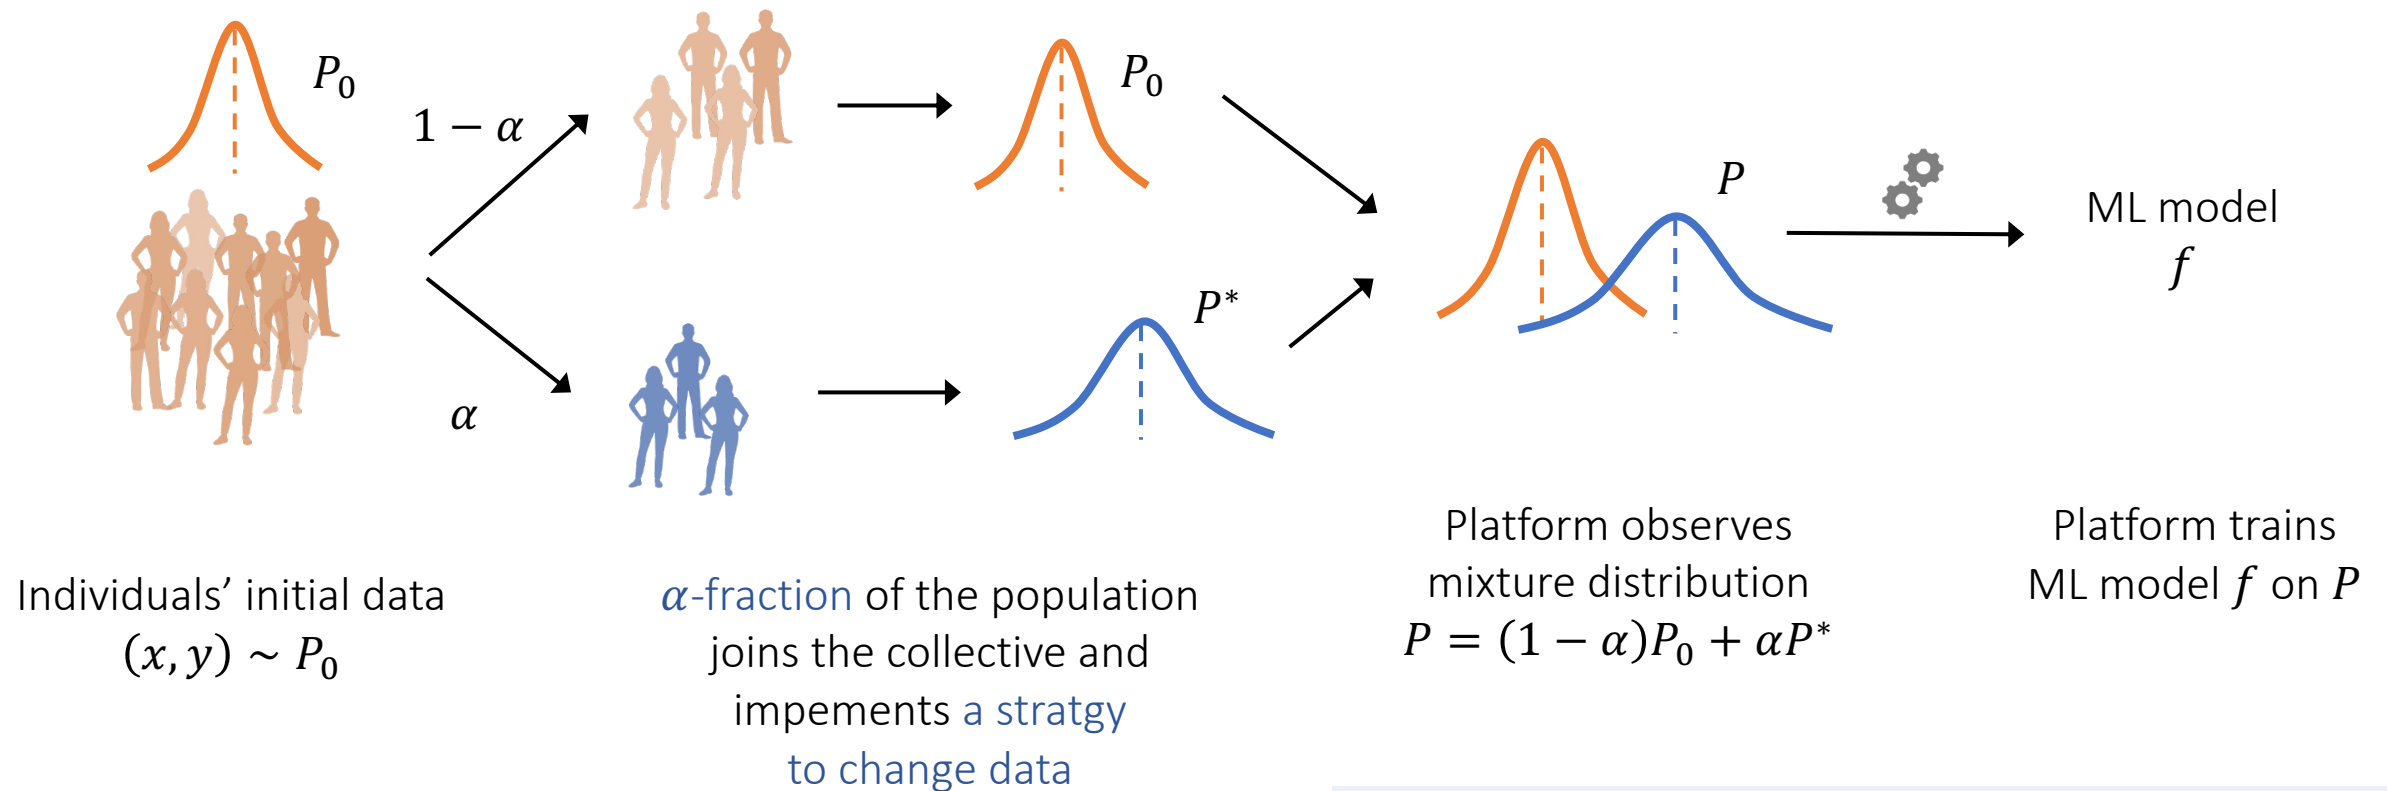 P₀
1 − α
P₀
α
P*
P
ML model
f
Individuals’ initial data
(x, y) ~ P₀
α-fraction of the population
joins the collective and
impements a stratgy
to change data
Platform observes
mixture distribution
P = (1 − α)P₀ + αP*
Platform trains
ML model f on P